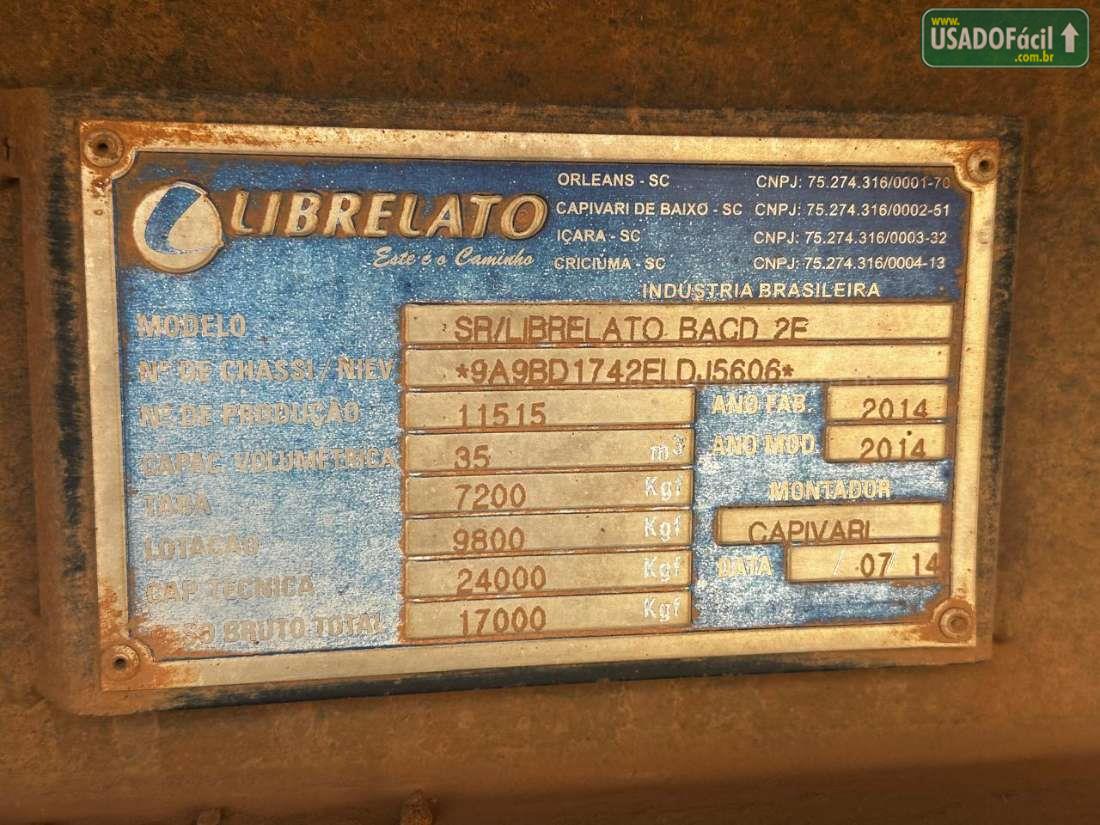 www.
USADOFácil
.com.br
LIBRELATO
Este é o Caminho
ORLEANS - SC CNPJ: 75.274.316/0001-70
CAPIVARI DE BAIXO - SC CNPJ: 75.274.316/0002-51
IÇARA - SC CNPJ: 75.274.316/0003-32
CRICIÚMA - SC CNPJ: 75.274.316/0004-13
INDÚSTRIA BRASILEIRA
MODELO SR/LIBRELATO BACD 2E
Nº DE CHASSI / NIEV *9A9BD1742ELDJ5606*
Nº DE PRODUÇÃO 11515 ANO FAB. 2014
CAPAC. VOLUMÉTRICA 35 m3 ANO MOD. 2014
TARA 7200 Kgf MONTADOR
LOTAÇÃO 9800 Kgf CAPIVARI
CAP TÉCNICA 24000 Kgf DATA / 07 / 14
BRUTO TOTAL 17000 Kgf